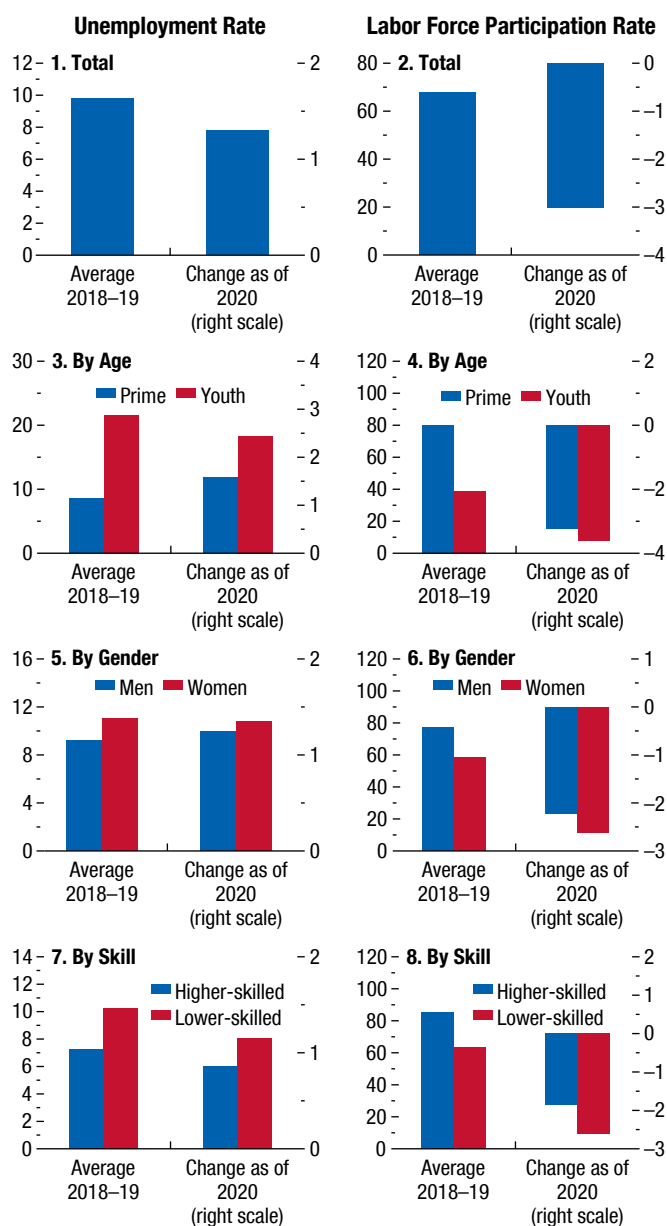 Unemployment Rate
Labor Force Participation Rate
1. Total
12
10
8
6
4
2
0
2
1
0
Average
2018–19
Change as of
2020
(right scale)
2. Total
80
60
40
20
0
0
–1
–2
–3
–4
Average
2018–19
Change as of
2020
(right scale)
3. By Age
Prime Youth
30
20
10
0
4
3
2
1
0
Average
2018–19
Change as of
2020
(right scale)
4. By Age
Prime Youth
120
100
80
60
40
20
0
2
0
–2
–4
Average
2018–19
Change as of
2020
(right scale)
5. By Gender
Men Women
16
12
8
4
0
2
1
0
Average
2018–19
Change as of
2020
(right scale)
6. By Gender
Men Women
120
100
80
60
40
20
0
1
0
–1
–2
–3
Average
2018–19
Change as of
2020
(right scale)
7. By Skill
Higher-skilled
Lower-skilled
14
12
10
8
6
4
2
0
2
1
0
Average
2018–19
Change as of
2020
(right scale)
8. By Skill
Higher-skilled
Lower-skilled
120
100
80
60
40
20
0
2
1
0
–1
–2
–3
Average
2018–19
Change as of
2020
(right scale)